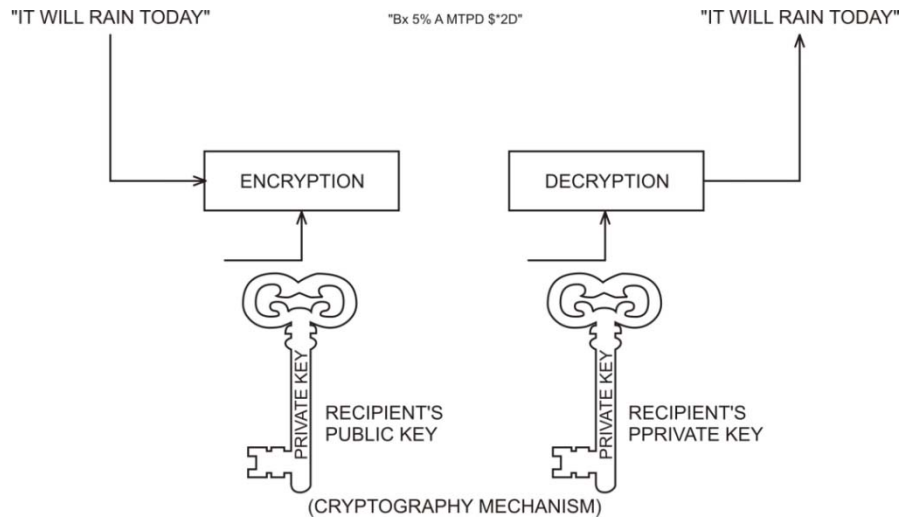 "IT WILL RAIN TODAY"
"Bx 5% A MTPD $*2D"
"IT WILL RAIN TODAY"
ENCRYPTION
DECRYPTION
PRIVATE KEY
RECIPIENT'S
PUBLIC KEY
PRIVATE KEY
RECIPIENT'S
PPRIVATE KEY
(CRYPTOGRAPHY MECHANISM)